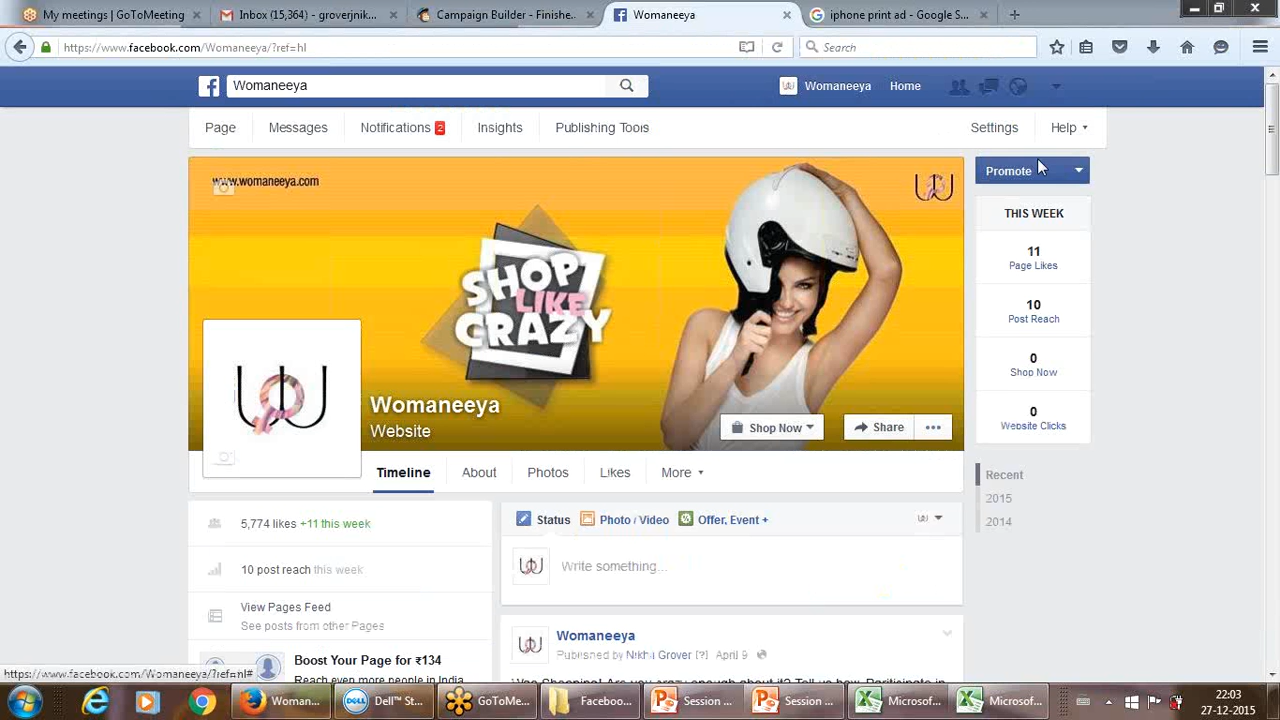 My meetings | GoToMeeting
Inbox (15,364) - groverjnik...
Campaign Builder - Finishe...
Womaneeya
iphone print ad - Google S...
https://www.facebook.com/Womaneeya/?ref=hl
Search
Womaneeya
Womaneeya
Home
Page
Messages
Notifications 2
Insights
Publishing Tools
Settings
Help
www.womaneeya.com
SHOP
LIKE
CRAZY
Womaneeya
Website
Shop Now
Share
Promote
THIS WEEK
11
Page Likes
10
Post Reach
0
Shop Now
0
Website Clicks
Recent
2015
2014
Timeline
About
Photos
Likes
More
5,774 likes +11 this week
10 post reach this week
View Pages Feed
See posts from other Pages
Boost Your Page for ₹134
Reach even more people in India
Status
Photo / Video
Offer, Event +
Write something...
Womaneeya
Published by Nikhil Grover [?] April 9
https://www.facebook.com/Womaneeya/?ref=hl#
Woman...
Dell™ St...
GoToMe...
Faceboo...
Session ...
Session ...
Microsof...
Microsof...
22:03
27-12-2015